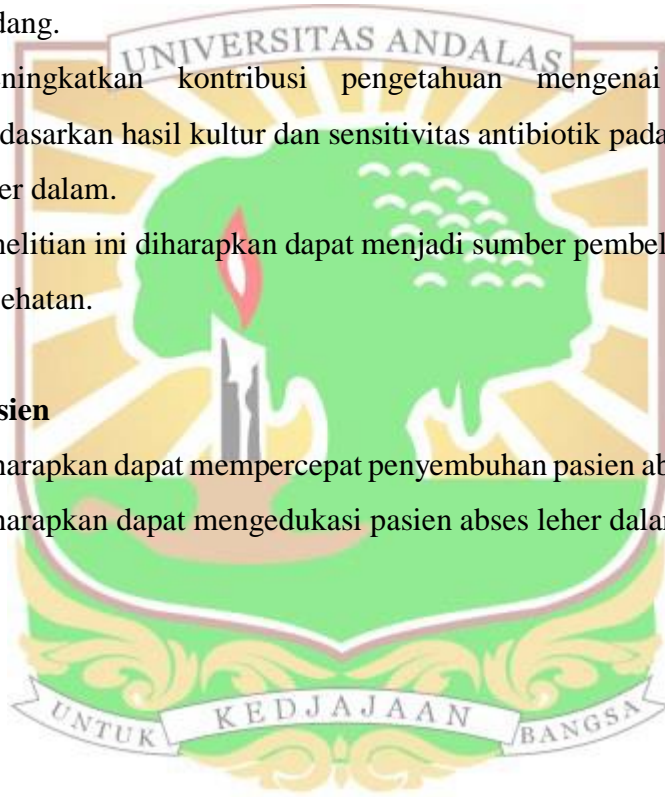 dang.
UNIVERSITAS ANDALAS
eningkatkan kontribusi pengetahuan mengenai
dasarkan hasil kultur dan sensitivitas antibiotik pada
er dalam.
nelitian ini diharapkan dapat menjadi sumber pembel
sehatan.
sien
harapkan dapat mempercepat penyembuhan pasien ab
harapkan dapat mengedukasi pasien abses leher dalam
UNTUK KEDJAJAAN BANGSA